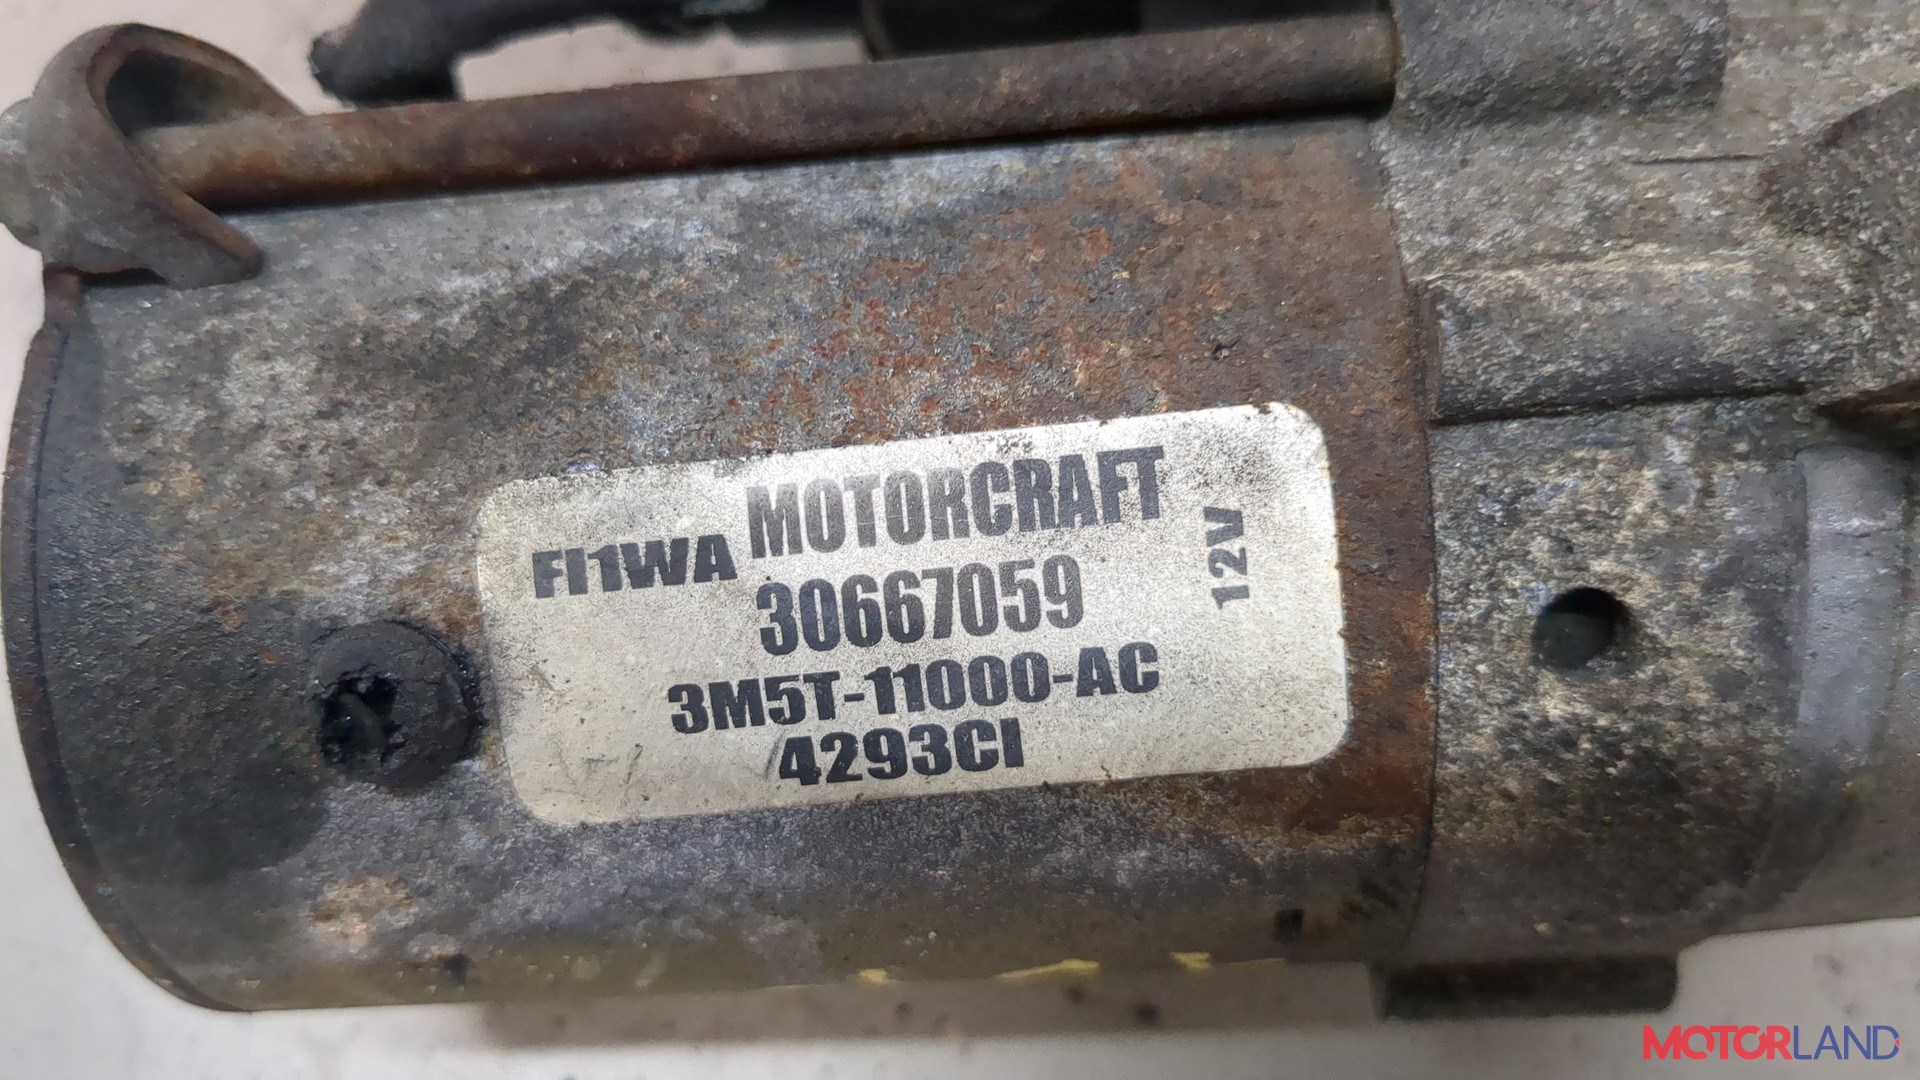 MOTORCRAFT
FI1WA
12V
30667059
3M5T-11000-AC
4293CI
MOTORLAND